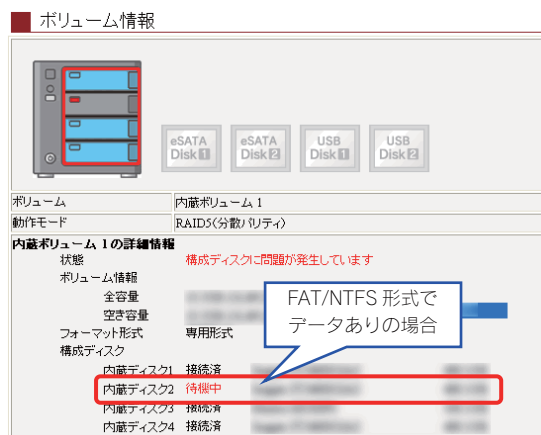 ボリューム情報
eSATA Disk1
eSATA Disk2
USB Disk1
USB Disk2
ボリューム 内蔵ボリューム 1
動作モード RAID5(分散パリティ)
内蔵ボリューム 1の詳細情報
状態 構成ディスクに問題が発生しています
ボリューム情報
全容量
空き容量
FAT/NTFS 形式で
データありの場合
フォーマット形式 専用形式
構成ディスク
内蔵ディスク1 接続済
内蔵ディスク2 待機中
内蔵ディスク3 接続済
内蔵ディスク4 接続済